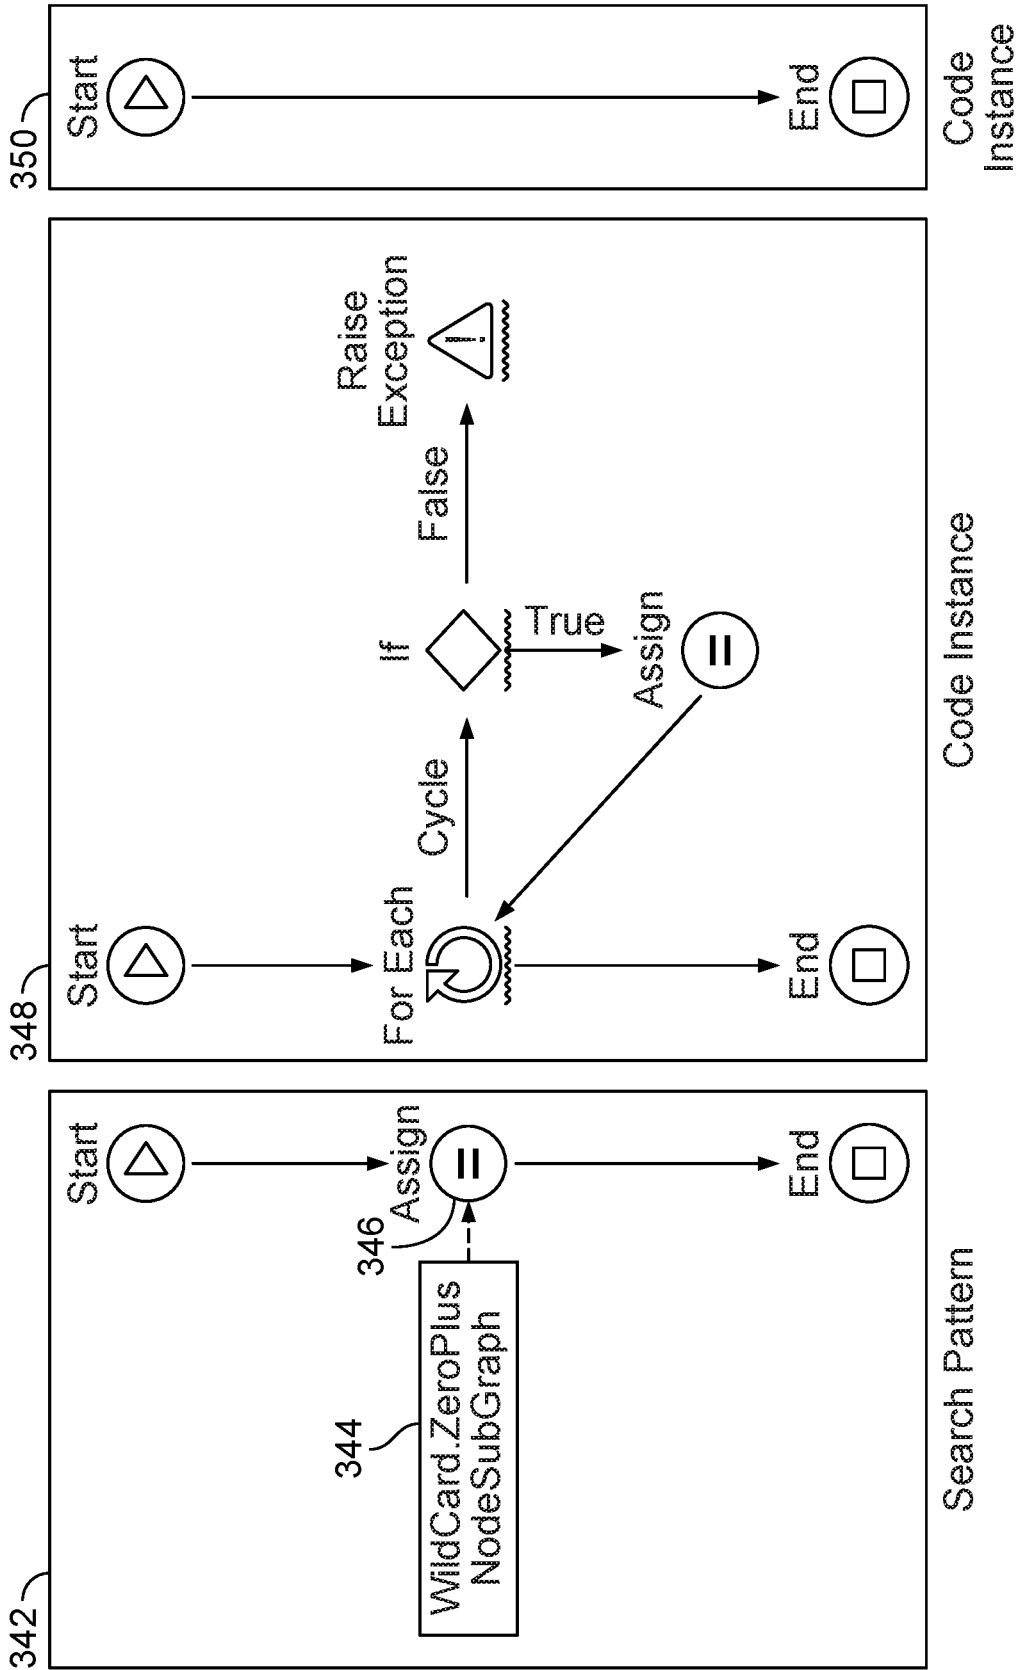 342
Start
344
346
WildCard.ZeroPlus
NodeSubGraph
Assign
End
Search Pattern
348
Start
For Each
Cycle
If
False
Raise
Exception
True
Assign
End
Code Instance
350
Start
End
Code
Instance